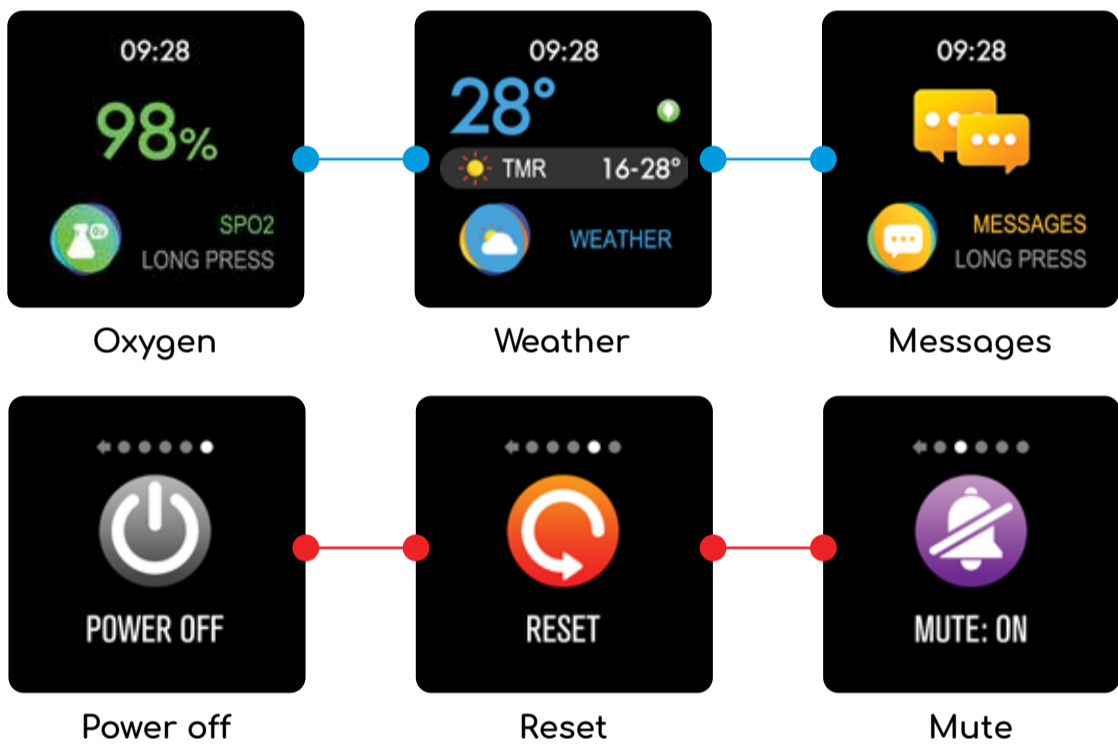 09:28
98%
SPO2
LONG PRESS
Oxygen
09:28
28°
TMR 16-28°
WEATHER
Weather
09:28
MESSAGES
LONG PRESS
Messages
POWER OFF
Power off
RESET
Reset
MUTE: ON
Mute